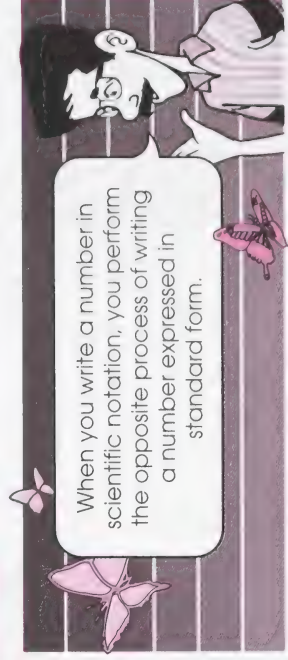 When you write a number in
scientific notation, you perform
the opposite process of writing
a number expressed in
standard form.